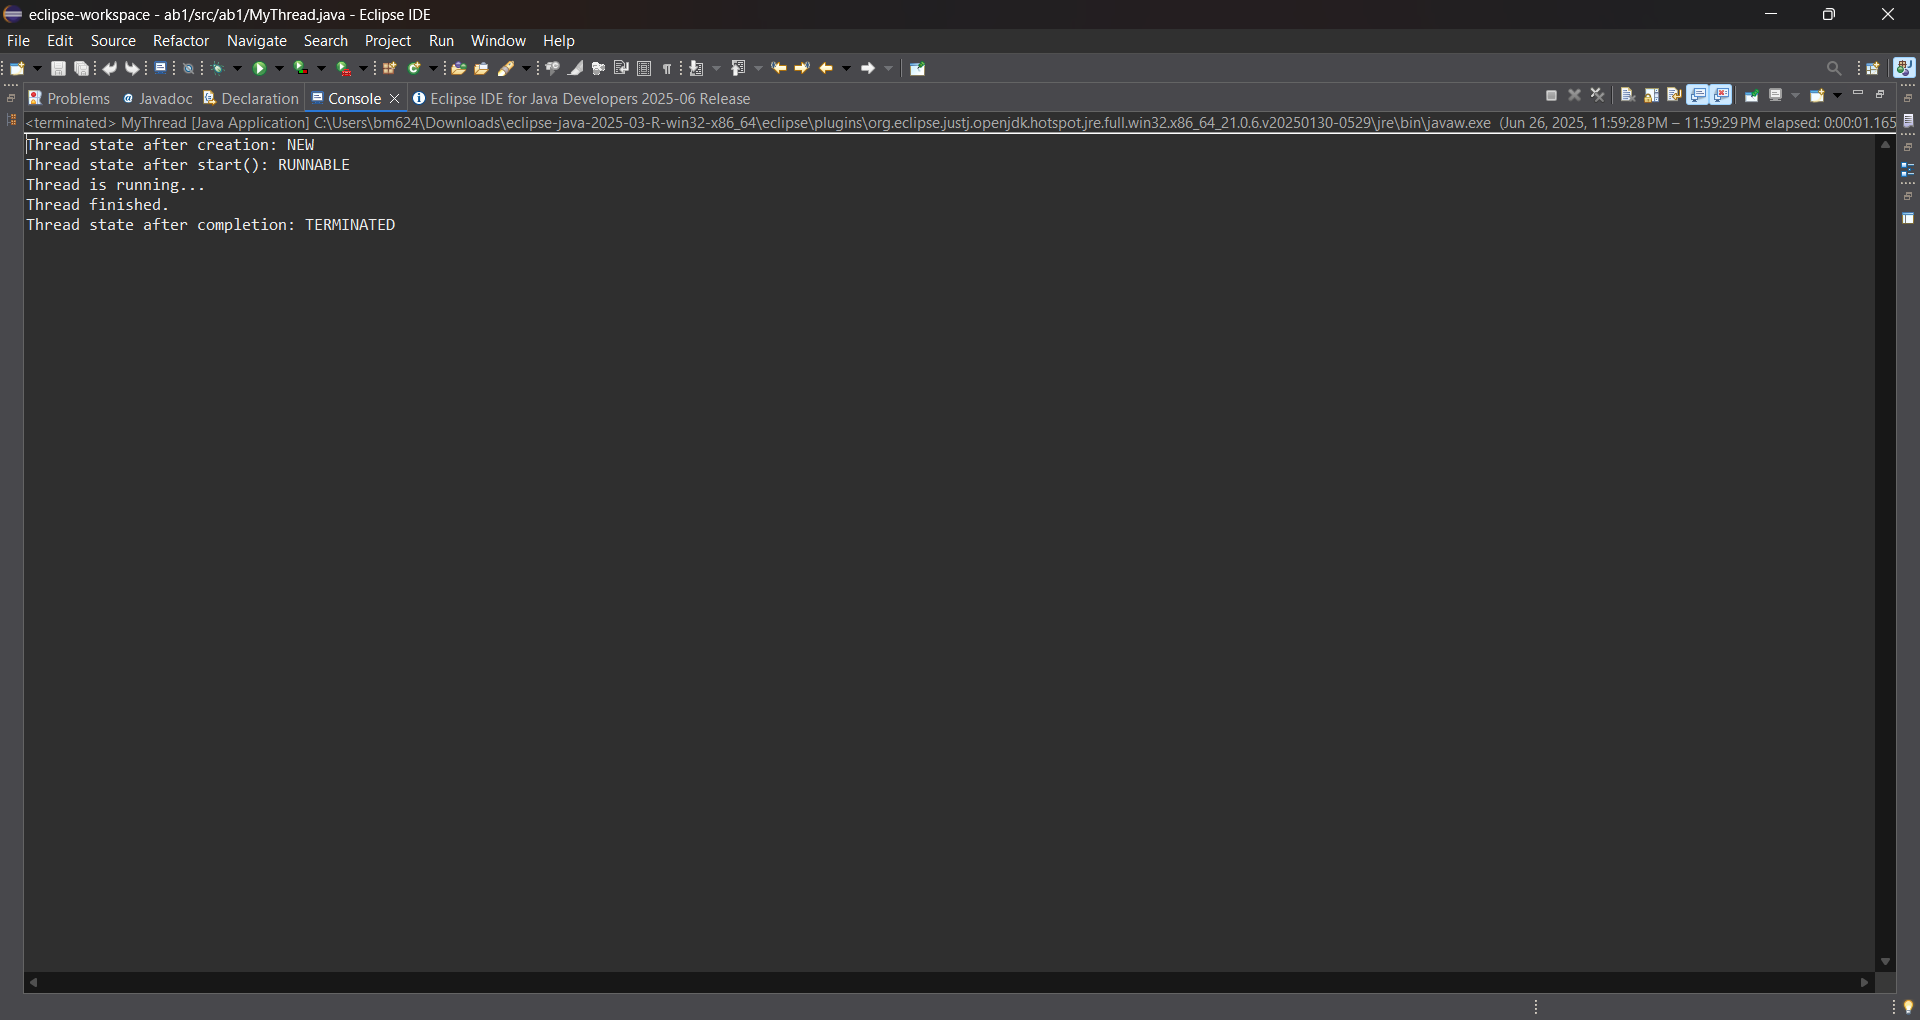 eclipse-workspace - ab1/src/ab1/MyThread.java - Eclipse IDE
File Edit Source Refactor Navigate Search Project Run Window Help
Problems Javadoc Declaration Console Eclipse IDE for Java Developers 2025-06 Release
<terminated> MyThread [Java Application] C:\Users\bm624\Downloads\eclipse-java-2025-03-R-win32-x86_64\eclipse\plugins\org.eclipse.justj.openjdk.hotspot.jre.full.win32.x86_64_21.0.6.v20250130-0529\jre\bin\javaw.exe (Jun 26, 2025, 11:59:28 PM – 11:59:29 PM elapsed: 0:00:01.165
Thread state after creation: NEW
Thread state after start(): RUNNABLE
Thread is running...
Thread finished.
Thread state after completion: TERMINATED